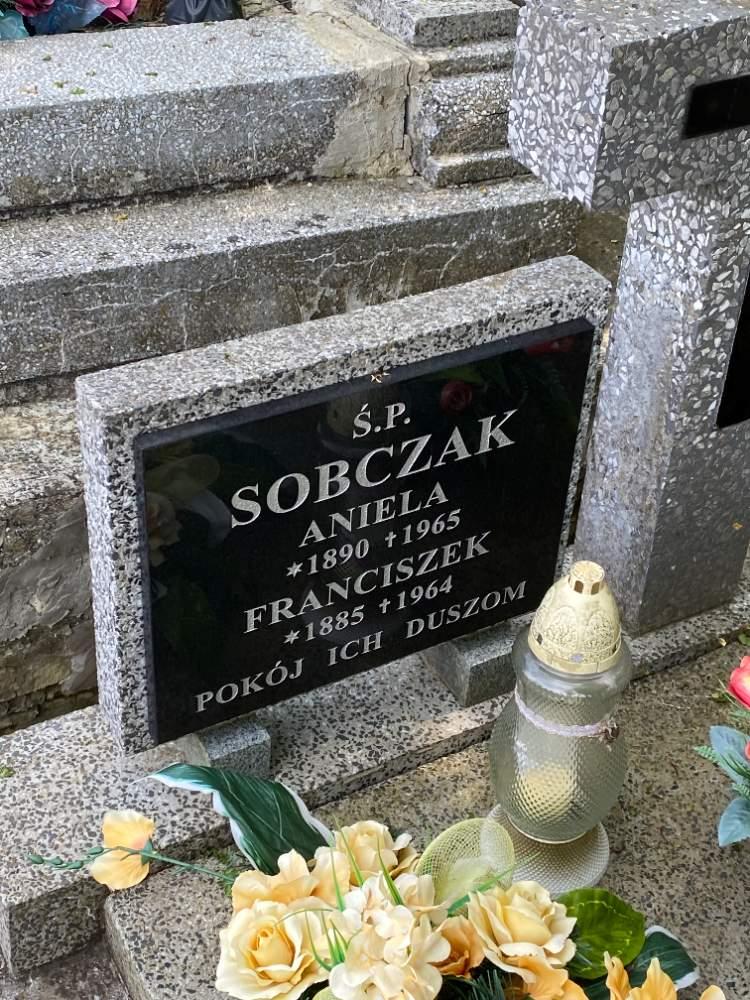 Ś.P.
SOBCZAK
ANIELA
*1890 †1965
FRANCISZEK
*1885 †1964
POKÓJ ICH DUSZOM